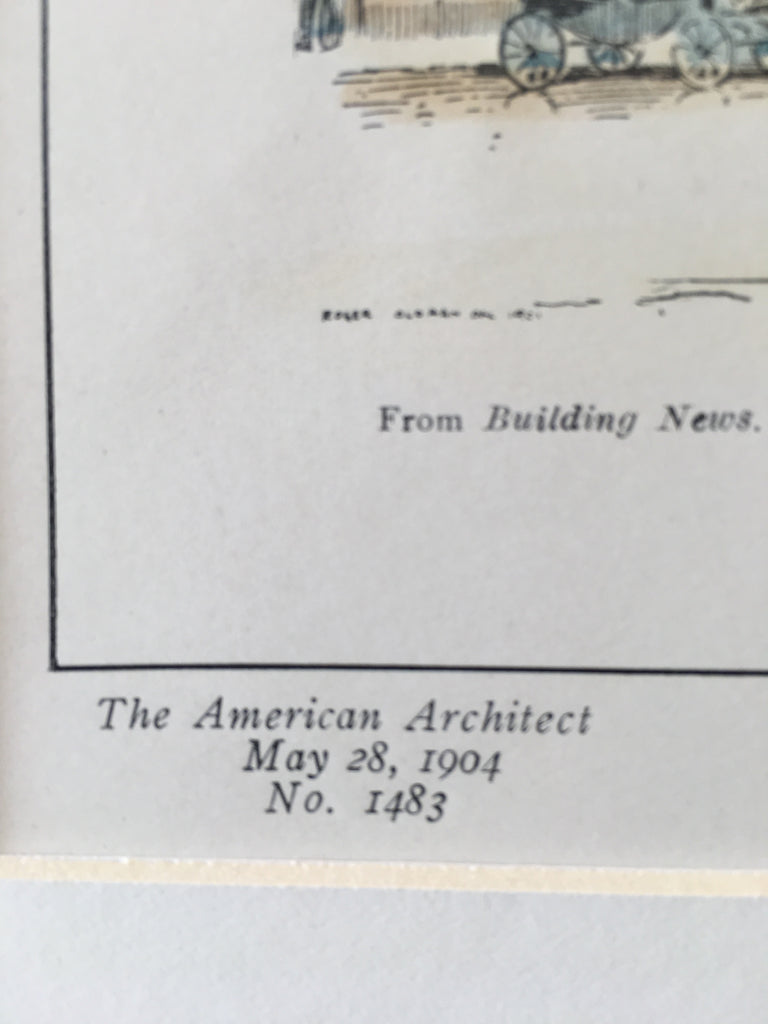 From Building News.
The American Architect
May 28, 1904
No. 1483